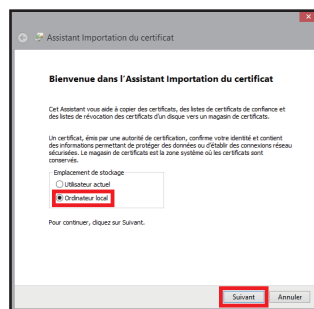 Assistant Importation du certificat
Bienvenue dans l'Assistant Importation du certificat
Cet Assistant vous aide à copier des certificats, des listes de certificats de confiance et
des listes de révocation des certificats d'un disque vers un magasin de certificats.
Un certificat, émis par une autorité de certification, confirme votre identité et contient
des informations permettant de protéger des données ou d'établir des connexions réseau
sécurisées. Le magasin de certificats est la zone système où les certificats sont
conservés.
Emplacement de stockage
Utilisateur actuel
Ordinateur local
Pour continuer, cliquez sur Suivant.
Suivant
Annuler